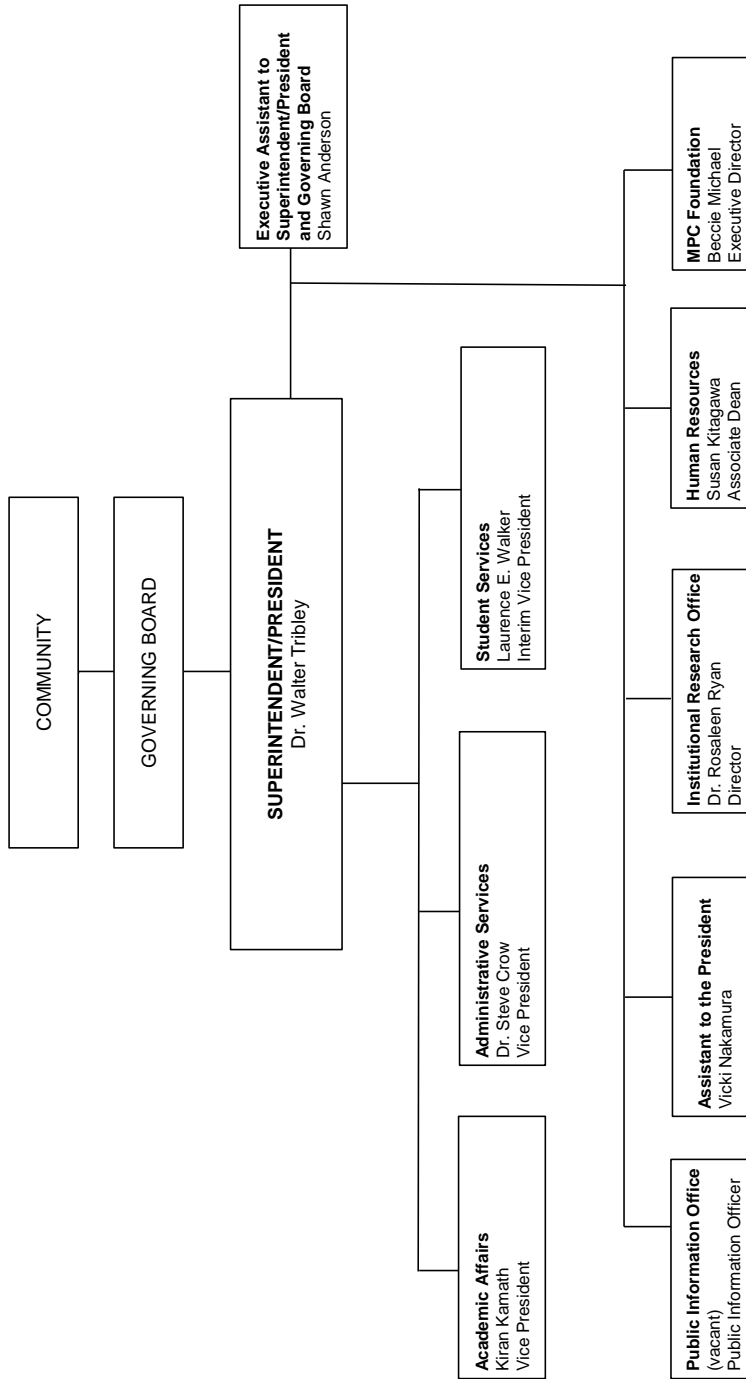 COMMUNITY
GOVERNING BOARD
SUPERINTENDENT/PRESIDENT
Dr. Walter Tribley
Executive Assistant to
Superintendent/President
and Governing Board
Shawn Anderson
Academic Affairs
Kiran Kamath
Vice President
Administrative Services
Dr. Steve Crow
Vice President
Student Services
Laurence E. Walker
Interim Vice President
Public Information Office
(vacant)
Public Information Officer
Assistant to the President
Vicki Nakamura
Institutional Research Office
Dr. Rosaleen Ryan
Director
Human Resources
Susan Kitagawa
Associate Dean
MPC Foundation
Beccie Michael
Executive Director